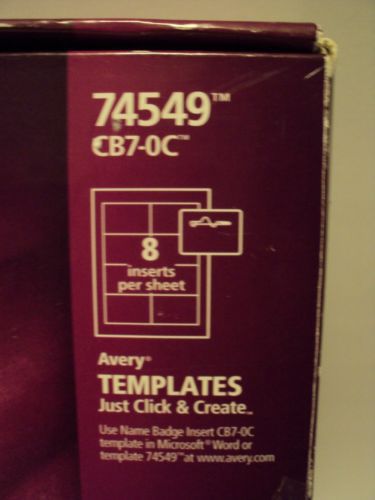 74549™
CB7-0C™
8
inserts
per sheet
Avery®
TEMPLATES
Just Click & Create™
Use Name Badge Insert CB7-0C
template in Microsoft® Word or
template 74549™ at www.avery.com